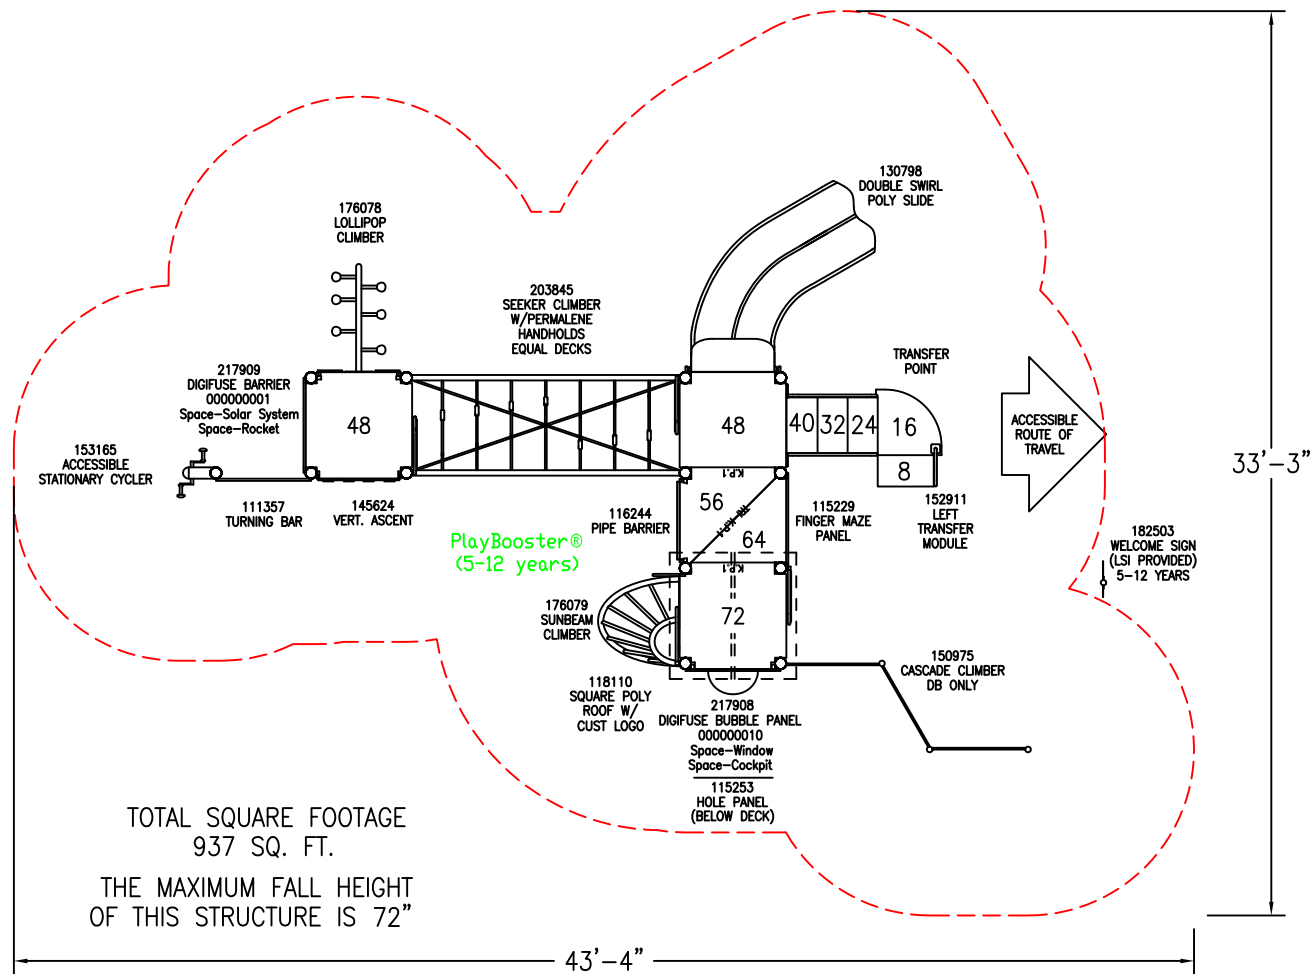 130798
DOUBLE SWIRL
POLY SLIDE
176078
LOLLIPOP
CLIMBER
203845
SEEKER CLIMBER
W/PERMALENE
HANDHOLDS
EQUAL DECKS
TRANSFER
POINT
217909
DIGIFUSE BARRIER
000000001
Space-Solar System
Space-Rocket
48
48
40
32
24
16
8
ACCESSIBLE
ROUTE OF
TRAVEL
33'-3"
153165
ACCESSIBLE
STATIONARY CYCLER
111357
TURNING BAR
145624
VERT. ASCENT
116244
PIPE BARRIER
K.P.1
56
TRI K.P.1
64
K.P.1
115229
FINGER MAZE
PANEL
152911
LEFT
TRANSFER
MODULE
182503
WELCOME SIGN
(LSI PROVIDED)
5-12 YEARS
PlayBooster®
(5-12 years)
176079
SUNBEAM
CLIMBER
72
150975
CASCADE CLIMBER
DB ONLY
118110
SQUARE POLY
ROOF W/
CUST LOGO
217908
DIGIFUSE BUBBLE PANEL
000000010
Space-Window
Space-Cockpit
115253
HOLE PANEL
(BELOW DECK)
TOTAL SQUARE FOOTAGE
937 SQ. FT.
THE MAXIMUM FALL HEIGHT
OF THIS STRUCTURE IS 72"
43'-4"